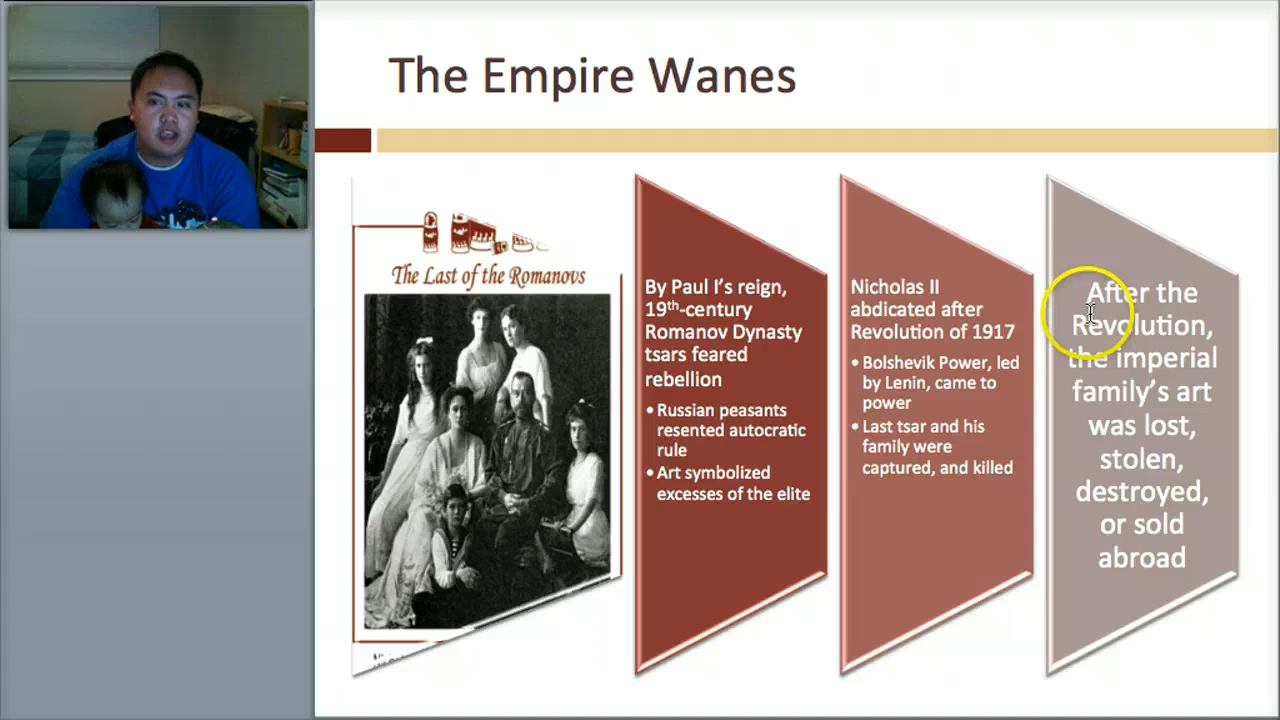 The Empire Wanes
The Last of the Romanovs
By Paul I's reign,
19th-century
Romanov Dynasty
tsars feared
rebellion
• Russian peasants
resented autocratic
rule
• Art symbolized
excesses of the elite
Nicholas II
abdicated after
Revolution of 1917
• Bolshevik Power, led
by Lenin, came to
power
• Last tsar and his
family were
captured, and killed
After the
Revolution,
the imperial
family's art
was lost,
stolen,
destroyed,
or sold
abroad